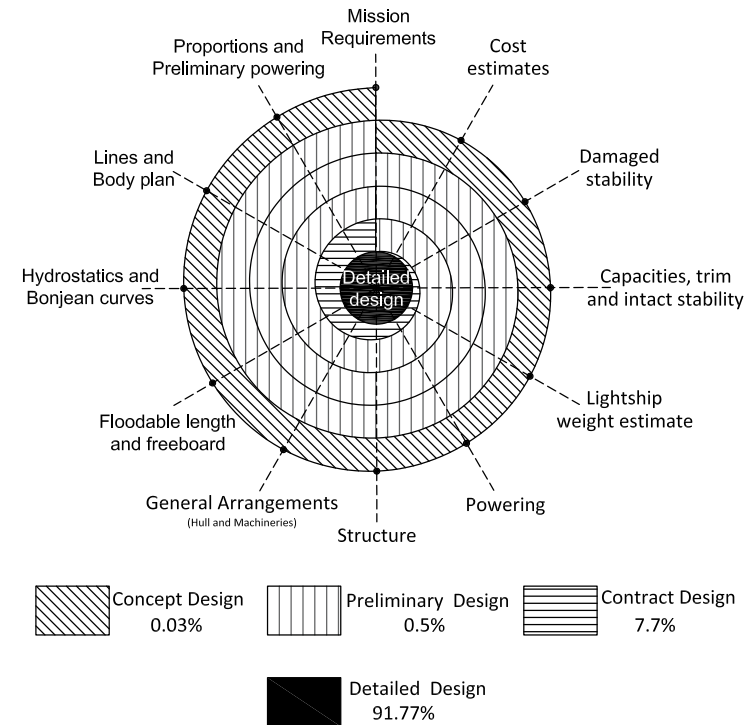 Mission
Requirements
Proportions and
Preliminary powering
Cost
estimates
Lines and
Body plan
Damaged
stability
Hydrostatics and
Bonjean curves
Detailed
design
Capacities, trim
and intact stability
Floodable length
and freeboard
Lightship
weight estimate
General Arrangements
(Hull and Machineries)
Powering
Structure
Concept Design
0.03%
Preliminary Design
0.5%
Contract Design
7.7%
Detailed Design
91.77%